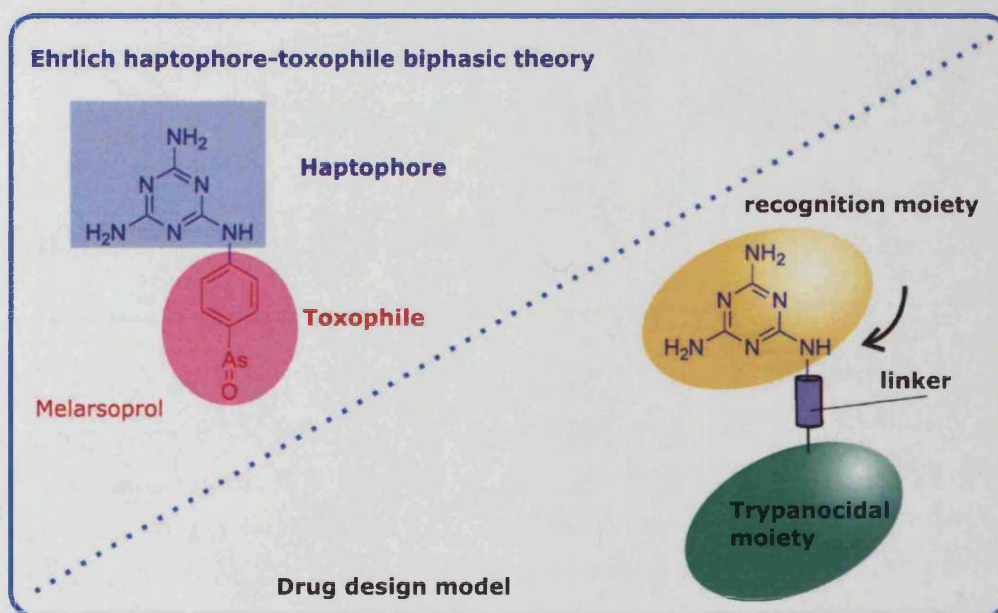 Ehrlich haptophore-toxophile biphasic theory
NH₂
N N
H₂N N NH
Haptophore
Toxophile
As
O
Melarsoprol
recognition moiety
NH₂
N N
H₂N N NH
linker
Trypanocidal
moiety
Drug design model